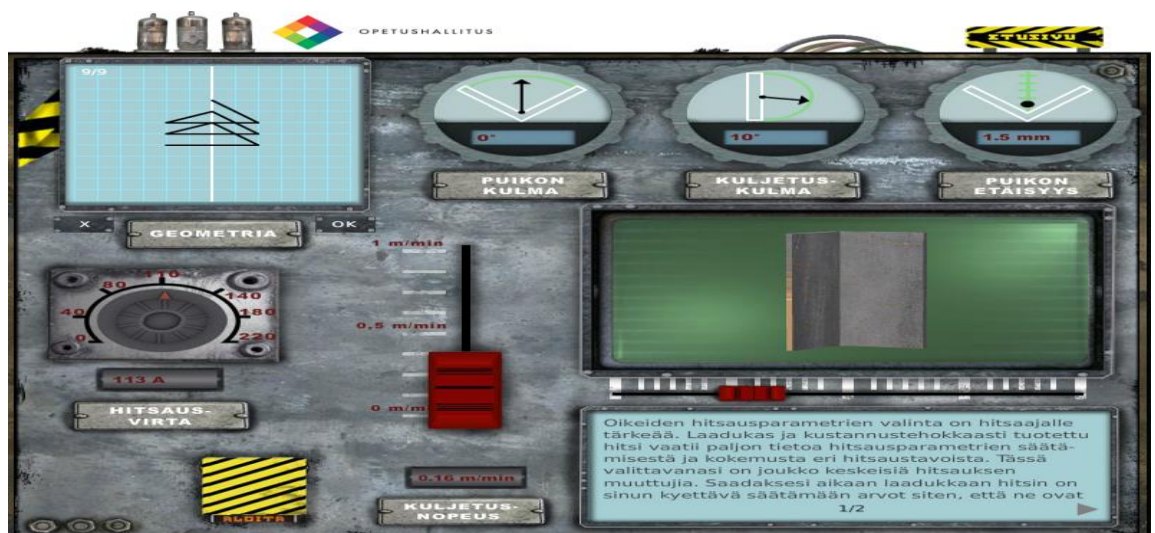 OPETUSHALLITUS
ETUSIVU
9/9
0°
10°
1.5 mm
PUIKON
KULMA
KULJETUS-
KULMA
PUIKON
ETÄISYYS
X
OK
GEOMETRIA
1 m/min
0,5 m/min
0 m/m
0
40
80
110
140
180
220
113 A
HITSAUS-
VIRTA
ALOITA
0.16 m/min
KULJETUS-
NOPEUS
Oikeiden hitsausparametrien valinta on hitsaajalle
tärkeää. Laadukas ja kustannustehokkaasti tuotettu
hitsi vaatii paljon tietoa hitsausparametrien säätä-
misestä ja kokemusta eri hitsaustavoista. Tässä
valittavanasi on joukko keskeisiä hitsauksen
muuttujia. Saadaksesi aikaan laadukkaan hitsin on
sinun kyettävä säätämään arvot siten, että ne ovat
1/2